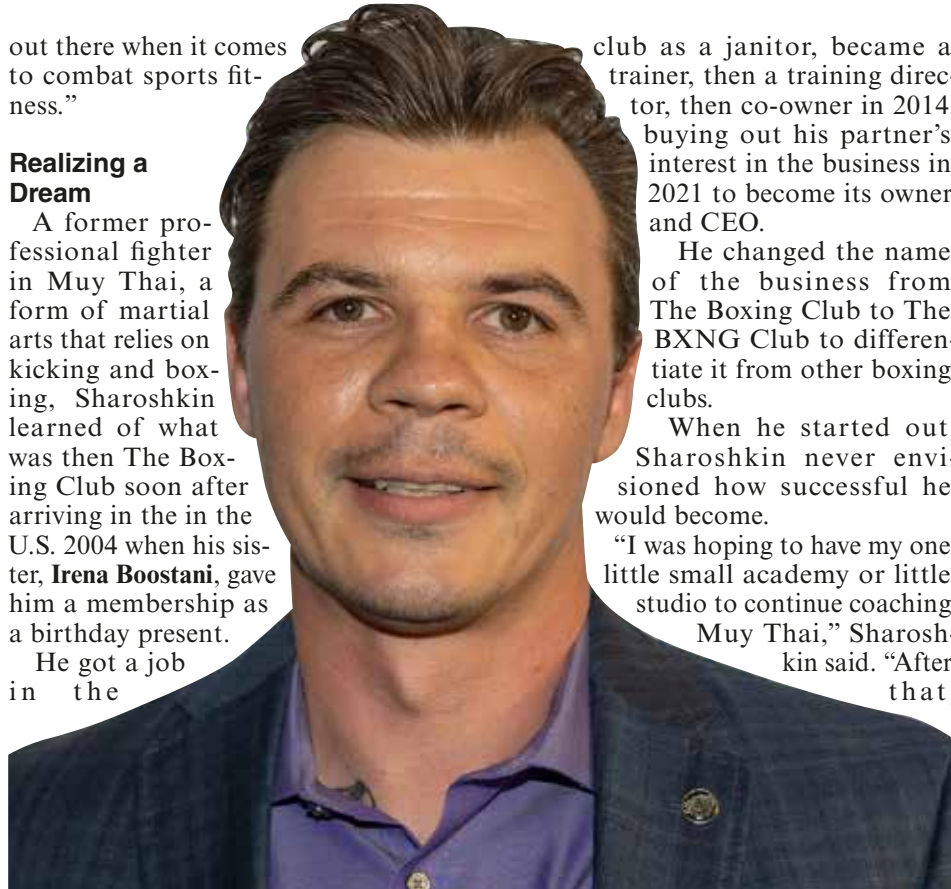 out there when it comes
to combat sports fit-
ness.”
Realizing a
Dream
A former pro-
fessional fighter
in Muy Thai, a
form of martial
arts that relies on
kicking and box-
ing, Sharoshkin
learned of what
was then The Box-
ing Club soon after
arriving in the in the
U.S. 2004 when his sis-
ter, Irena Boostani, gave
him a membership as
a birthday present.
He got a job
in the
club as a janitor, became a
trainer, then a training direc-
tor, then co-owner in 2014
buying out his partner’s
interest in the business in
2021 to become its owner
and CEO.
He changed the name
of the business from
The Boxing Club to The
BXNG Club to differen-
tiate it from other boxing
clubs.
When he started out
Sharoshkin never envi-
sioned how successful he
would become.
“I was hoping to have my one
little small academy or little
studio to continue coaching
Muy Thai,” Sharosh-
kin said. “After
that